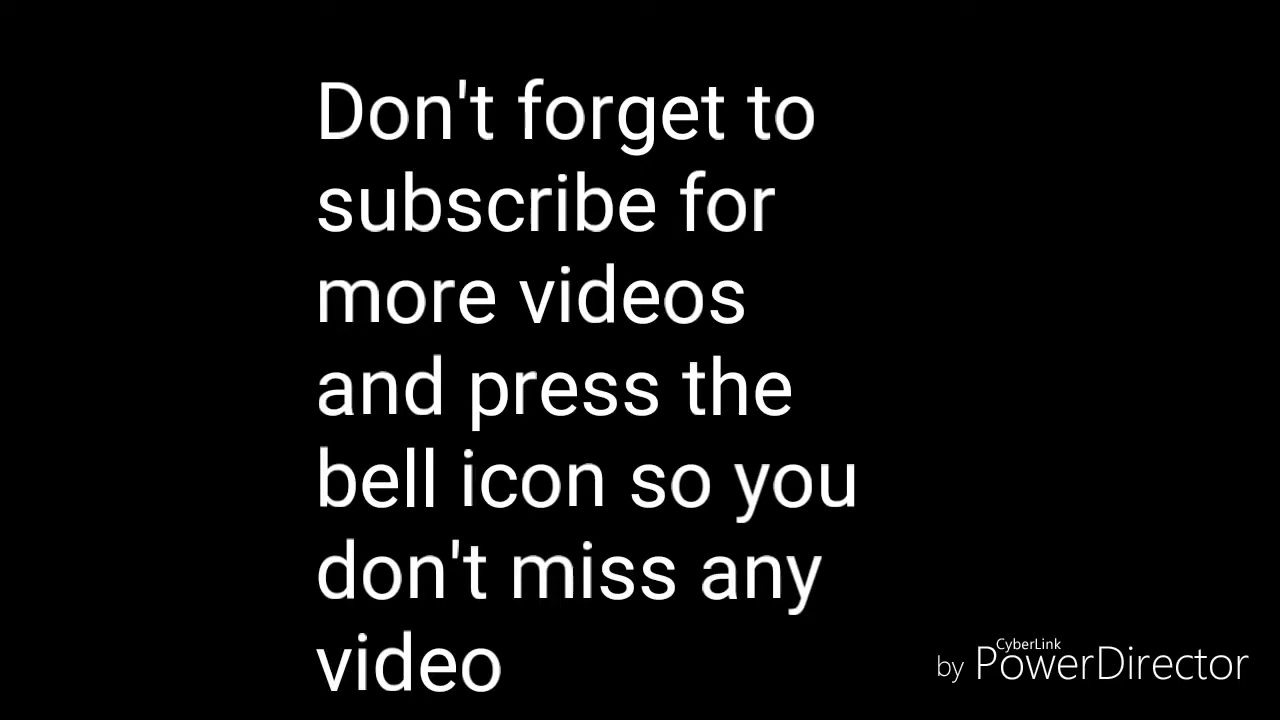 Don't forget to
subscribe for
more videos
and press the
bell icon so you
don't miss any
video
CyberLink
by PowerDirector